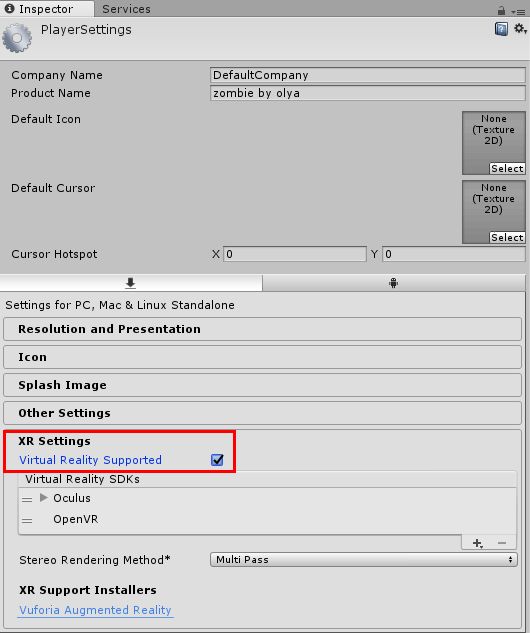 Inspector Services
PlayerSettings
Company Name DefaultCompany
Product Name zombie by olya
Default Icon
None
(Texture
2D)
Select
Default Cursor
None
(Texture
2D)
Select
Cursor Hotspot X 0 Y 0
Settings for PC, Mac & Linux Standalone
Resolution and Presentation
Icon
Splash Image
Other Settings
XR Settings
Virtual Reality Supported
Virtual Reality SDKs
Oculus
OpenVR
Stereo Rendering Method* Multi Pass
XR Support Installers
Vuforia Augmented Reality